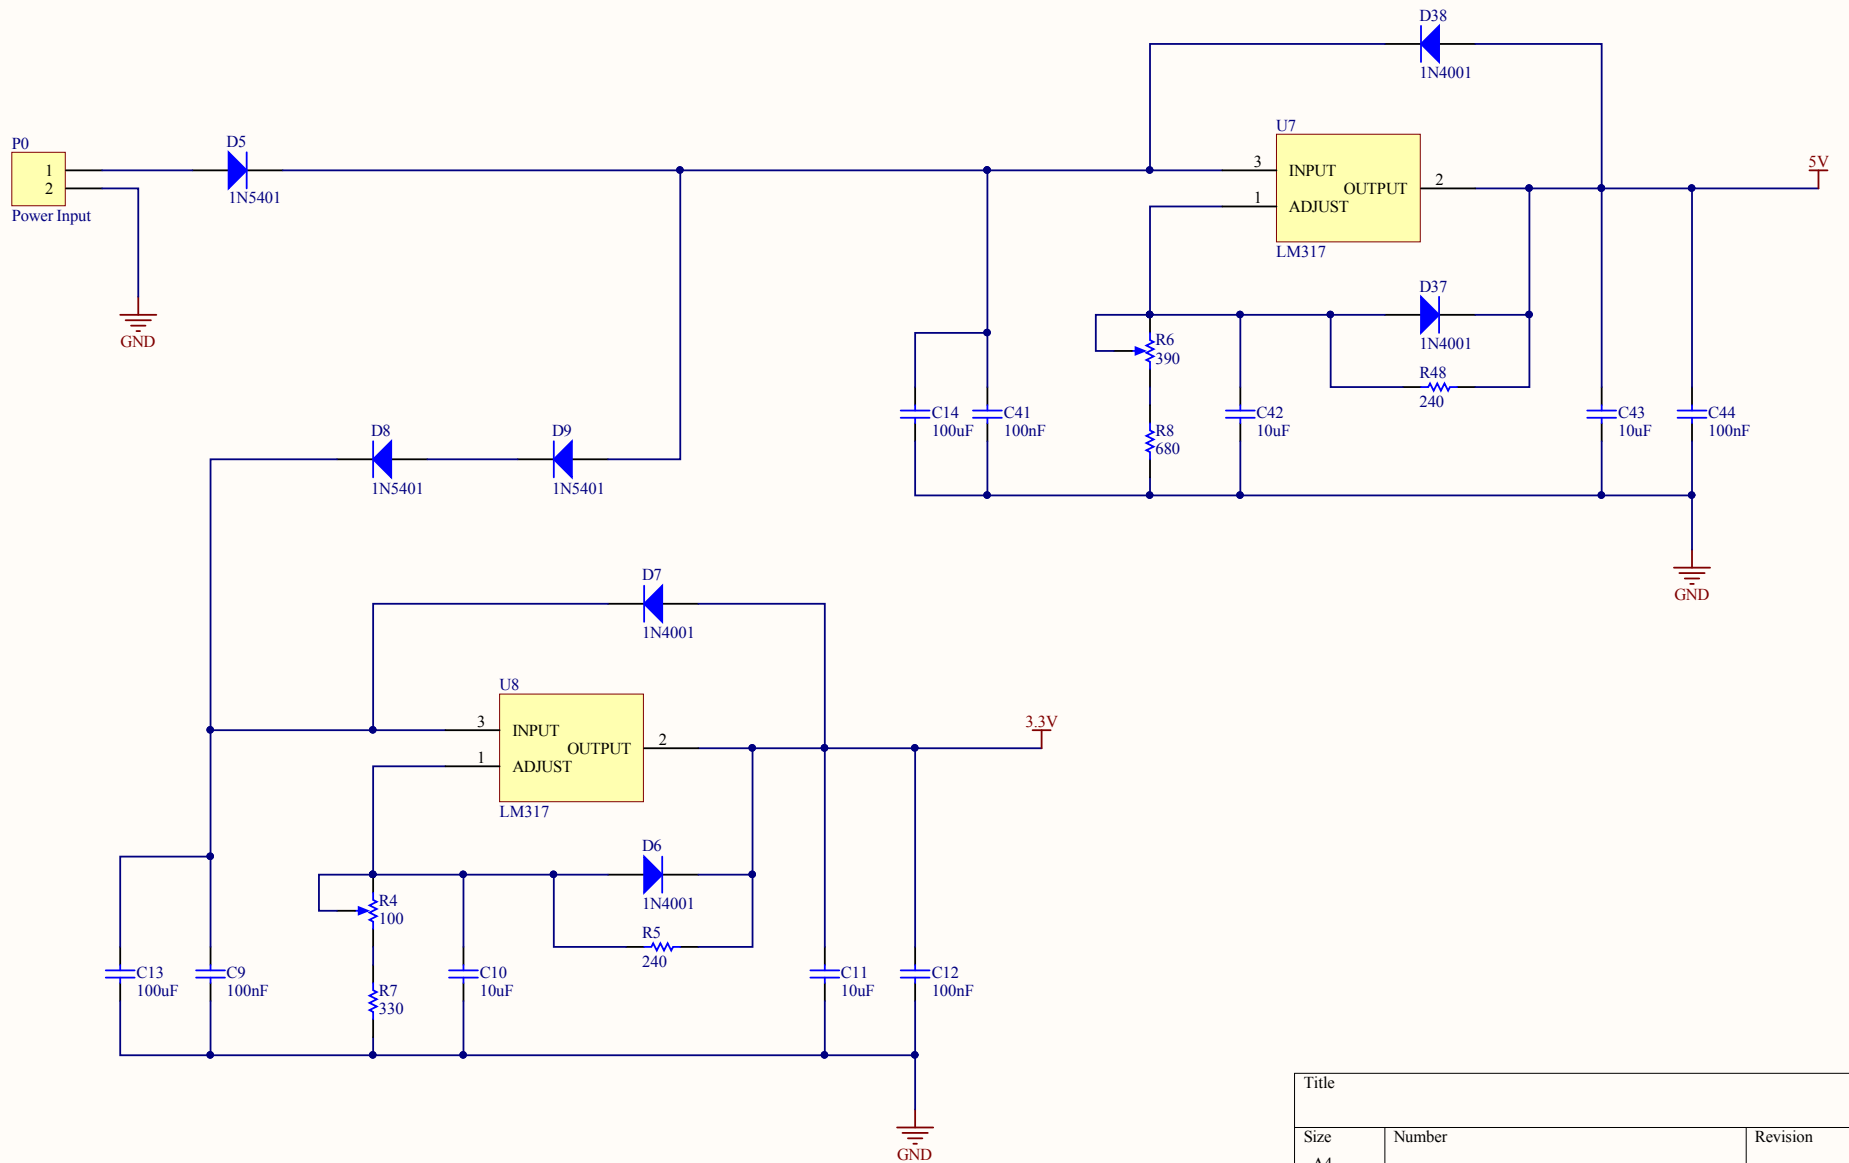 D38
1N4001
P0
1
2
Power Input
D5
1N5401
GND
U7
3
INPUT
OUTPUT
2
1
ADJUST
LM317
5V
D37
1N4001
R6
390
R48
240
C14
100uF
C41
100nF
R8
680
C42
10uF
C43
10uF
C44
100nF
GND
D8
1N5401
D9
1N5401
D7
1N4001
U8
3
INPUT
OUTPUT
2
1
ADJUST
LM317
3.3V
D6
1N4001
R4
100
R5
240
C13
100uF
C9
100nF
R7
330
C10
10uF
C11
10uF
C12
100nF
GND
Title
Size
Number
Revision
A4